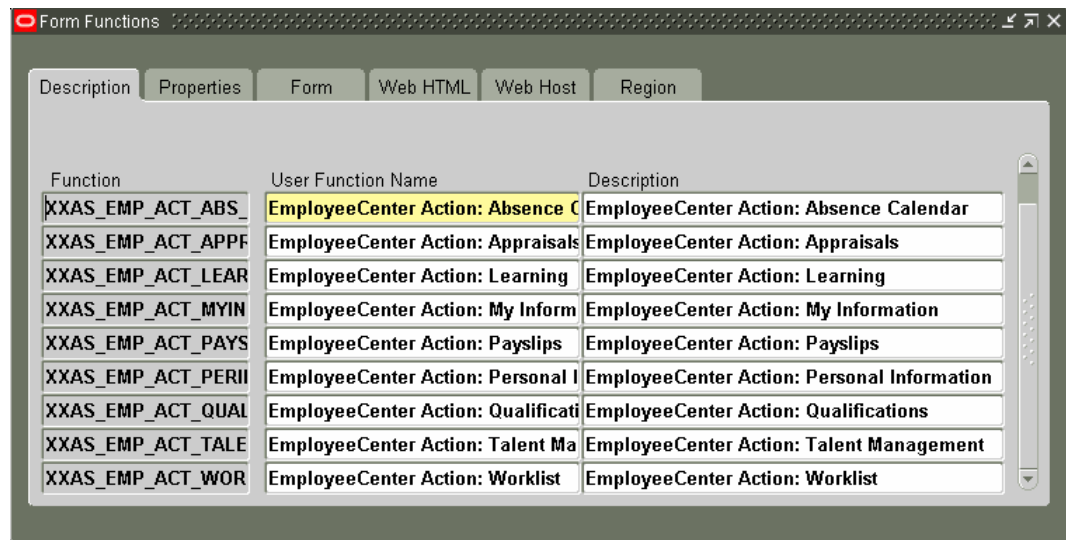 Form Functions
Description Properties Form Web HTML Web Host Region
Function User Function Name Description
XXAS_EMP_ACT_ABS_ EmployeeCenter Action: Absence C EmployeeCenter Action: Absence Calendar
XXAS_EMP_ACT_APPR EmployeeCenter Action: Appraisals EmployeeCenter Action: Appraisals
XXAS_EMP_ACT_LEAR EmployeeCenter Action: Learning EmployeeCenter Action: Learning
XXAS_EMP_ACT_MYIN EmployeeCenter Action: My Inform EmployeeCenter Action: My Information
XXAS_EMP_ACT_PAYS EmployeeCenter Action: Payslips EmployeeCenter Action: Payslips
XXAS_EMP_ACT_PERII EmployeeCenter Action: Personal I EmployeeCenter Action: Personal Information
XXAS_EMP_ACT_QUAL EmployeeCenter Action: Qualificati EmployeeCenter Action: Qualifications
XXAS_EMP_ACT_TALE EmployeeCenter Action: Talent Ma EmployeeCenter Action: Talent Management
XXAS_EMP_ACT_WOR EmployeeCenter Action: Worklist EmployeeCenter Action: Worklist